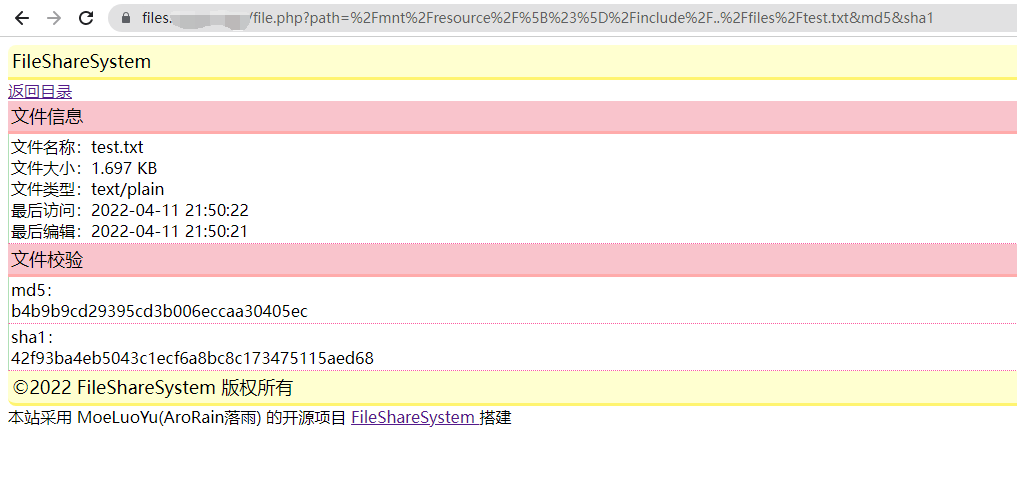 files. /file.php?path=%2Fmnt%2Fresource%2F%5B%23%5D%2Finclude%2F..%2Ffiles%2Ftest.txt&md5&sha1
FileShareSystem
返回目录
文件信息
文件名称：test.txt
文件大小：1.697 KB
文件类型：text/plain
最后访问：2022-04-11 21:50:22
最后编辑：2022-04-11 21:50:21
文件校验
md5：
b4b9b9cd29395cd3b006eccaa30405ec
sha1：
42f93ba4eb5043c1ecf6a8bc8c173475115aed68
©2022 FileShareSystem 版权所有
本站采用 MoeLuoYu(AroRain落雨) 的开源项目 FileShareSystem 搭建